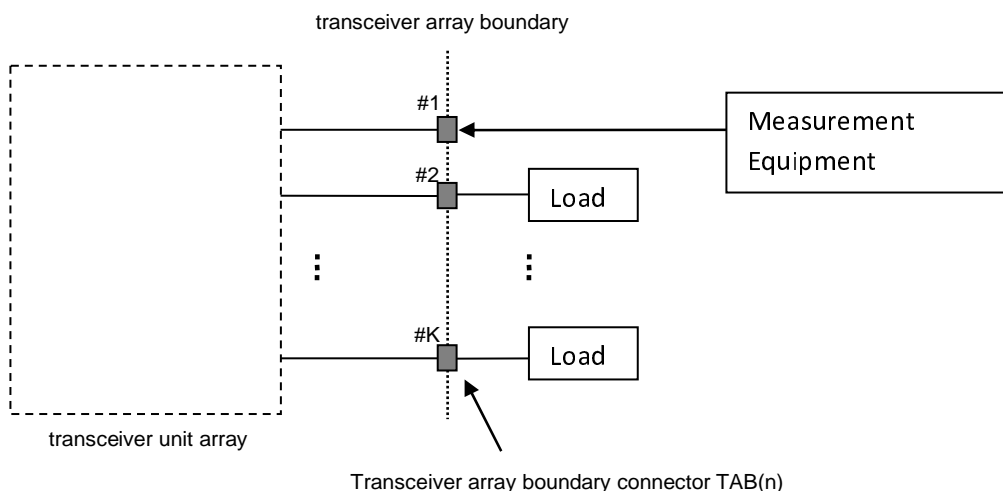 transceiver array boundary
#1
Measurement
Equipment
#2
Load
#K
Load
transceiver unit array
Transceiver array boundary connector TAB(n)